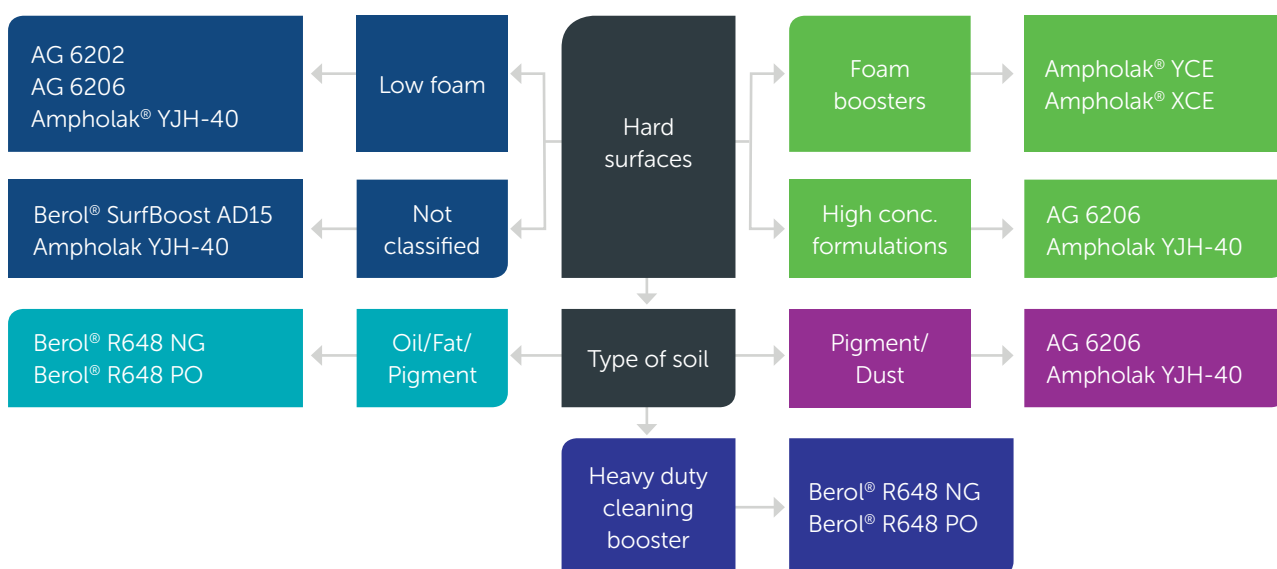 AG 6202
AG 6206
Ampholak® YJH-40
Low foam
Hard
surfaces
Foam
boosters
Ampholak® YCE
Ampholak® XCE
Berol® SurfBoost AD15
Ampholak YJH-40
Not
classified
High conc.
formulations
AG 6206
Ampholak YJH-40
Berol® R648 NG
Berol® R648 PO
Oil/Fat/
Pigment
Type of soil
Pigment/
Dust
AG 6206
Ampholak YJH-40
Heavy duty
cleaning
booster
Berol® R648 NG
Berol® R648 PO